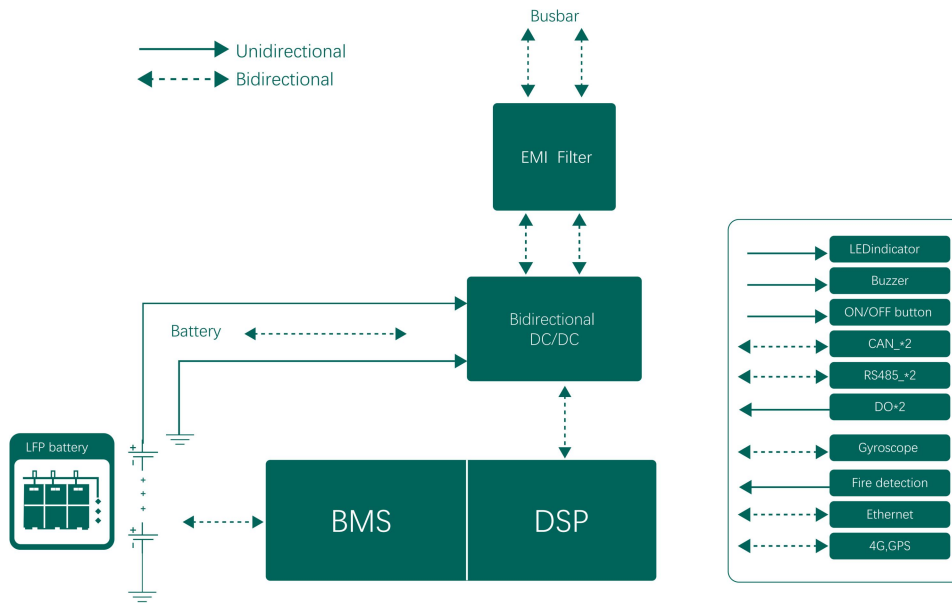 Busbar
Unidirectional
Bidirectional
EMI Filter
Bidirectional
DC/DC
Battery
LFP battery
+
-
+
+
+
+
-
BMS
DSP
LEDindicator
Buzzer
ON/OFF button
CAN_*2
RS485_*2
DO*2
Gyroscope
Fire detection
Ethernet
4G,GPS